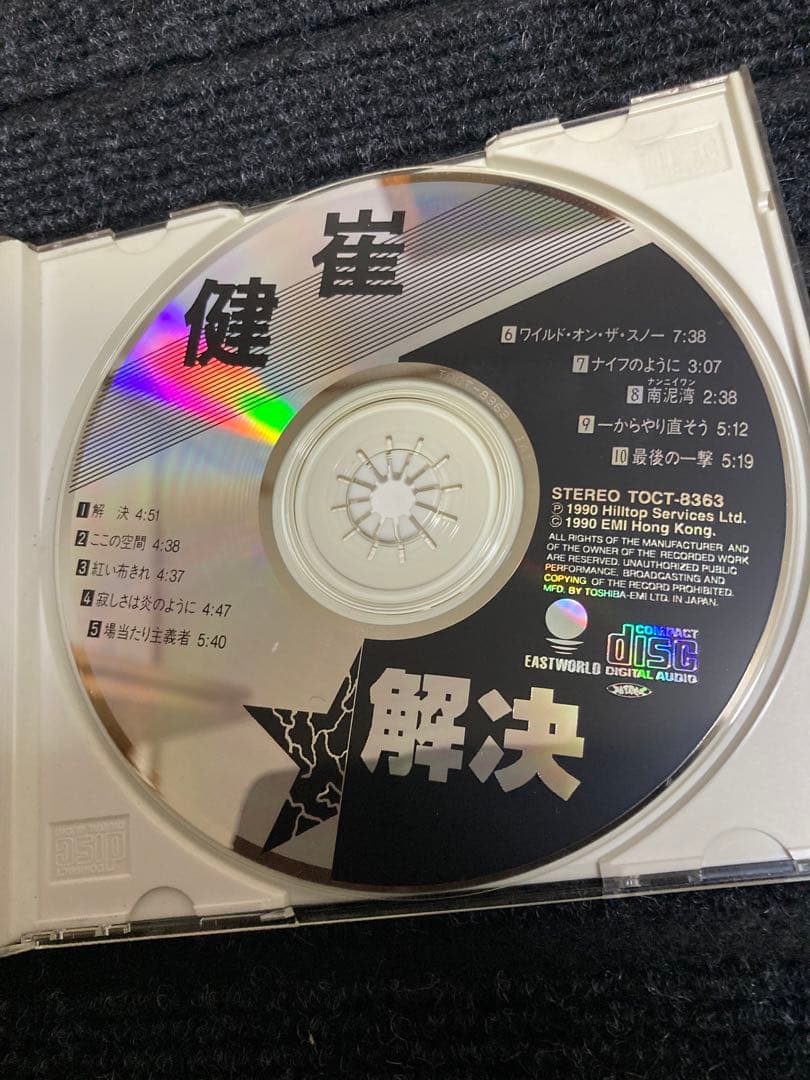 崔
健
1 解 決 4:51
2 ここの空間 4:38
3 紅い布きれ 4:37
4 寂しさは炎のように 4:47
5 場当たり主義者 5:40
6 ワイルド・オン・ザ・スノー 7:38
7 ナイフのように 3:07
ナンニイワン
8 南泥湾 2:38
9 一からやり直そう 5:12
10 最後の一撃 5:19
STEREO TOCT-8363
Ⓟ 1990 Hilltop Services Ltd.
© 1990 EMI Hong Kong.
ALL RIGHTS OF THE MANUFACTURER AND
OF THE OWNER OF THE RECORDED WORK
ARE RESERVED. UNAUTHORIZED PUBLIC
PERFORMANCE, BROADCASTING AND
COPYING OF THE RECORD PROHIBITED.
MFD. BY TOSHIBA-EMI LTD. IN JAPAN.
EASTWORLD
COMPACT
disc
DIGITAL AUDIO
解決
TOCT-8363